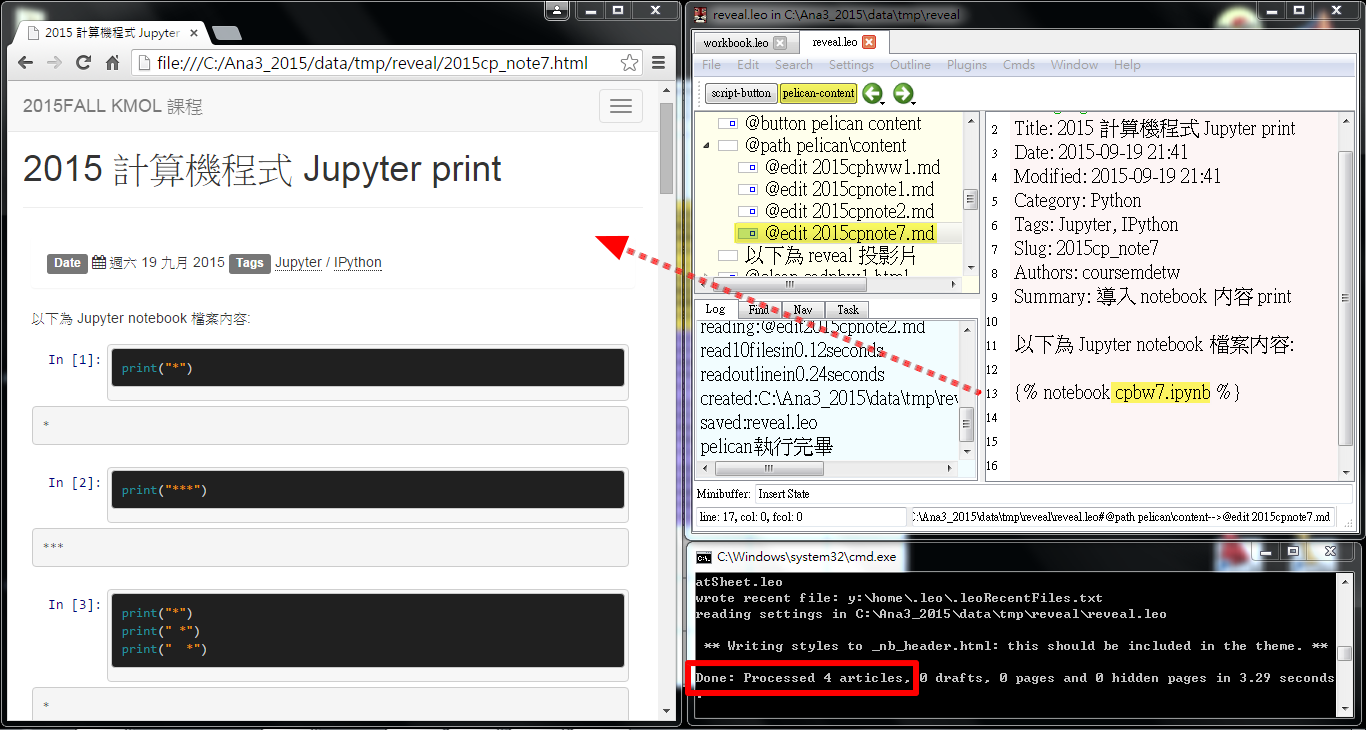 2015 計算機程式 Jupyter
file:///C:/Ana3_2015/data/tmp/reveal/2015cp_note7.html
2015FALL KMOL 課程
2015 計算機程式 Jupyter print
Date 週六 19 九月 2015 Tags Jupyter / IPython
以下為 Jupyter notebook 檔案內容:
In [1]: print("*")
*
In [2]: print("***")
***
In [3]: print("*")
print(" *")
print("  *")
*
reveal.leo in C:\Ana3_2015\data\tmp\reveal
workbook.leo reveal.leo
File Edit Search Settings Outline Plugins Cmds Window Help
script-button pelican-content
@button pelican content
@path pelican\content
@edit 2015cphww1.md
@edit 2015cpnote1.md
@edit 2015cpnote2.md
@edit 2015cpnote7.md
以下為 reveal 投影片
@clean cadphw1.html
Log Find Nav Task
reading:@edit2015cpnote2.md
read10filesin0.12seconds
readoutlinein0.24seconds
created:C:\Ana3_2015\data\tmp\rev
saved:reveal.leo
pelican執行完畢
2 Title: 2015 計算機程式 Jupyter print
3 Date: 2015-09-19 21:41
4 Modified: 2015-09-19 21:41
5 Category: Python
6 Tags: Jupyter, IPython
7 Slug: 2015cp_note7
8 Authors: coursemdetw
9 Summary: 導入 notebook 內容 print
10
11 以下為 Jupyter notebook 檔案內容:
12
13 {% notebook cpbw7.ipynb %}
14
15
16
Minibuffer: Insert State
line: 17, col: 0, fcol: 0
C:\Ana3_2015\data\tmp\reveal\reveal.leo#@path pelican\content-->@edit 2015cpnote7.md
C:\Windows\system32\cmd.exe
atSheet.leo
wrote recent file: y:\home\.leo\.leoRecentFiles.txt
reading settings in C:\Ana3_2015\data\tmp\reveal\reveal.leo
** Writing styles to _nb_header.html: this should be included in the theme. **
Done: Processed 4 articles, 0 drafts, 0 pages and 0 hidden pages in 3.29 seconds